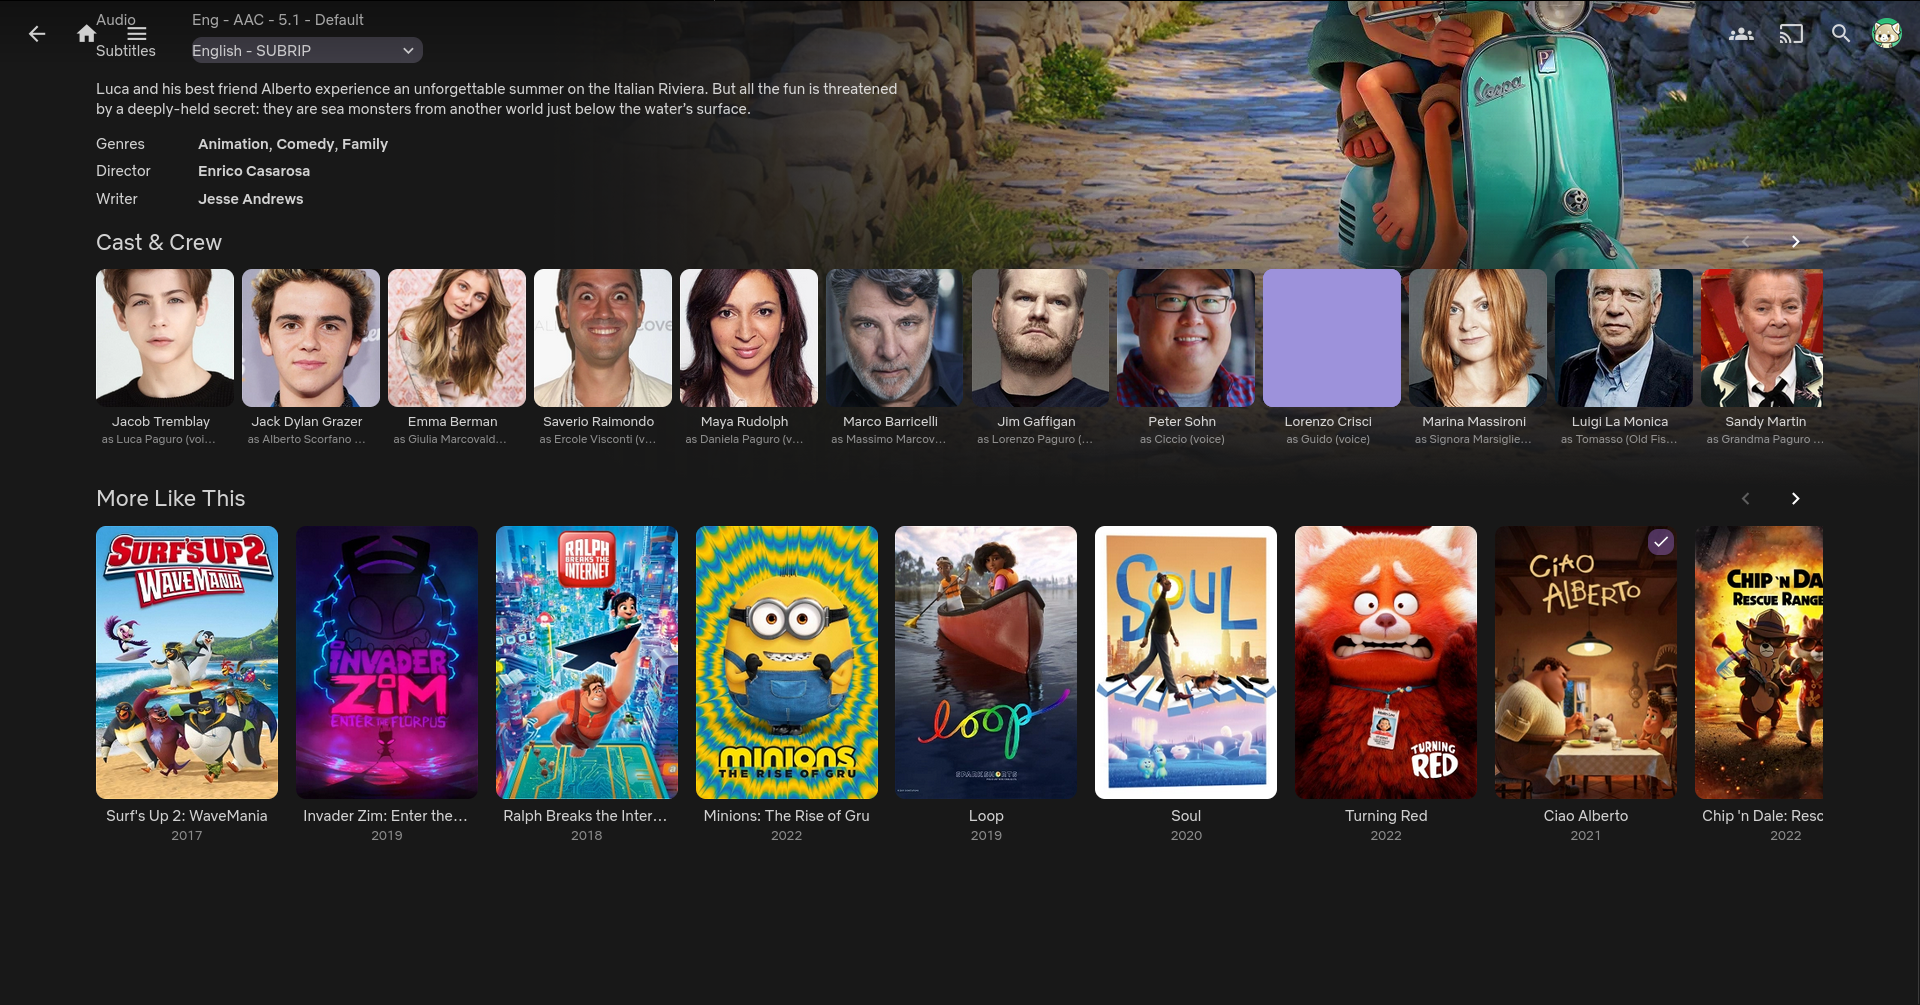 Audio
Eng - AAC - 5.1 - Default
Subtitles
English - SUBRIP
Vespa
Luca and his best friend Alberto experience an unforgettable summer on the Italian Riviera. But all the fun is threatened
by a deeply-held secret: they are sea monsters from another world just below the water’s surface.
Genres
Animation, Comedy, Family
Director
Enrico Casarosa
Writer
Jesse Andrews
Cast & Crew
Jacob Tremblay
as Luca Paguro (voi…
Jack Dylan Grazer
as Alberto Scorfano …
Emma Berman
as Giulia Marcovald…
Saverio Raimondo
as Ercole Visconti (v…
Maya Rudolph
as Daniela Paguro (v…
Marco Barricelli
as Massimo Marcov…
Jim Gaffigan
as Lorenzo Paguro (…
Peter Sohn
as Ciccio (voice)
Lorenzo Crisci
as Guido (voice)
Marina Massironi
as Signora Marsiglie…
Luigi La Monica
as Tomasso (Old Fis…
Sandy Martin
as Grandma Paguro …
More Like This
SURF'S UP 2
WAVEMANIA
INVADER
ZIM
ENTER THE FLORPUS
RALPH
BREAKS THE
INTERNET
minions
THE RISE OF GRU
loop
SPARKSHORTS
SOUL
TURNING
RED
CIAO
ALBERTO
CHIP 'N DA
RESCUE RANGE
Surf's Up 2: WaveMania
2017
Invader Zim: Enter the…
2019
Ralph Breaks the Inter…
2018
Minions: The Rise of Gru
2022
Loop
2019
Soul
2020
Turning Red
2022
Ciao Alberto
2021
Chip 'n Dale: Resc
2022